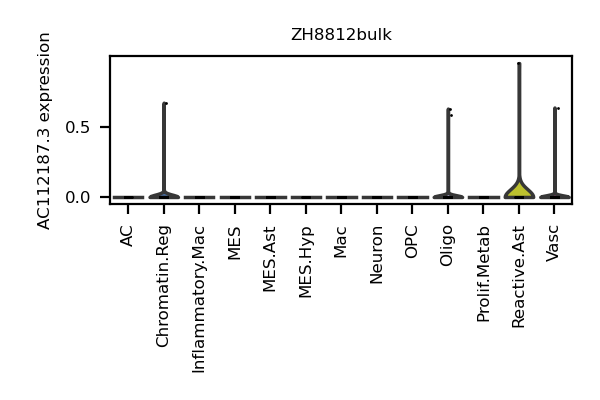 ZH8812bulk
AC112187.3 expression
0.5
0.0
AC
Chromatin.Reg
Inflammatory.Mac
MES
MES.Ast
MES.Hyp
Mac
Neuron
OPC
Oligo
Prolif.Metab
Reactive.Ast
Vasc